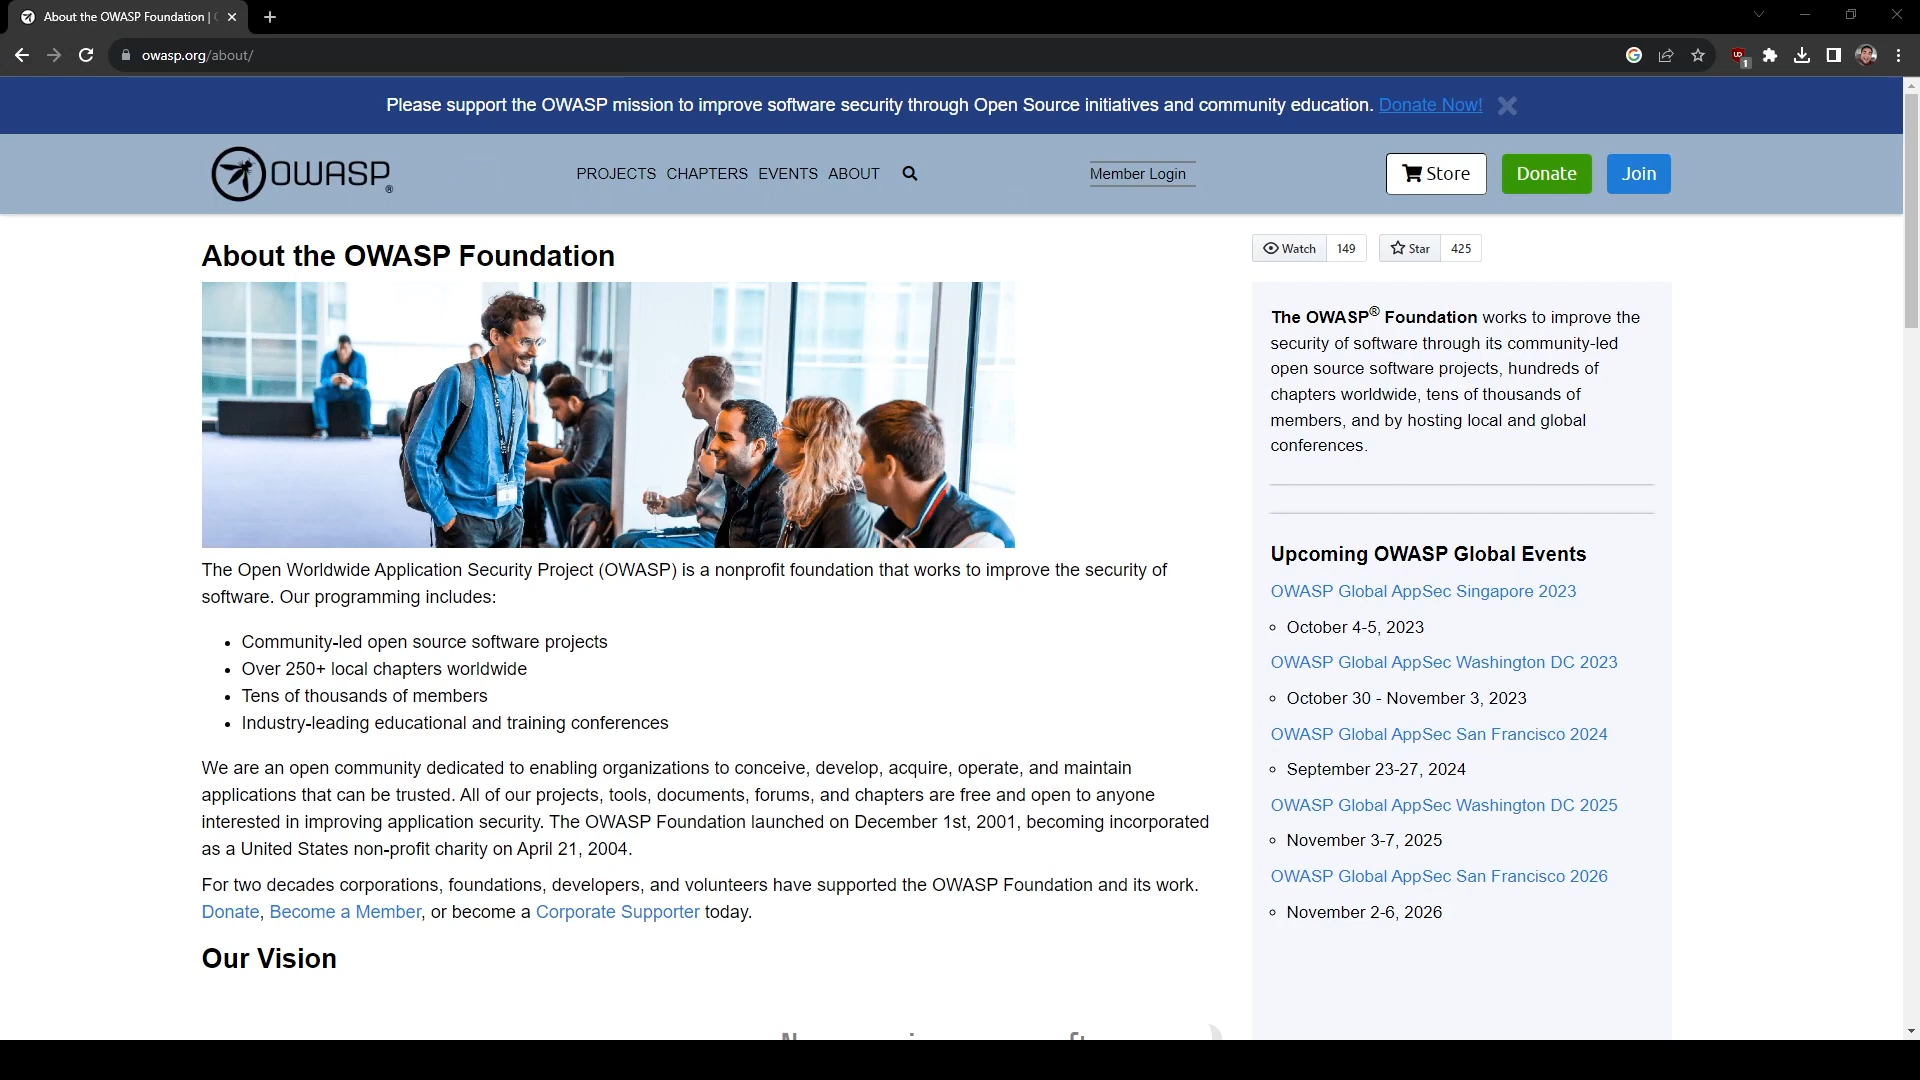 About the OWASP Foundation |
owasp.org/about/
1
Please support the OWASP mission to improve software security through Open Source initiatives and community education. Donate Now!
OWASP®
PROJECTS CHAPTERS EVENTS ABOUT
Member Login
Store
Donate
Join
About the OWASP Foundation
The Open Worldwide Application Security Project (OWASP) is a nonprofit foundation that works to improve the security of
software. Our programming includes:
• Community-led open source software projects
• Over 250+ local chapters worldwide
• Tens of thousands of members
• Industry-leading educational and training conferences
We are an open community dedicated to enabling organizations to conceive, develop, acquire, operate, and maintain
applications that can be trusted. All of our projects, tools, documents, forums, and chapters are free and open to anyone
interested in improving application security. The OWASP Foundation launched on December 1st, 2001, becoming incorporated
as a United States non-profit charity on April 21, 2004.
For two decades corporations, foundations, developers, and volunteers have supported the OWASP Foundation and its work.
Donate, Become a Member, or become a Corporate Supporter today.
Our Vision
Watch 149
Star 425
The OWASP® Foundation works to improve the
security of software through its community-led
open source software projects, hundreds of
chapters worldwide, tens of thousands of
members, and by hosting local and global
conferences.
Upcoming OWASP Global Events
OWASP Global AppSec Singapore 2023
◦ October 4-5, 2023
OWASP Global AppSec Washington DC 2023
◦ October 30 - November 3, 2023
OWASP Global AppSec San Francisco 2024
◦ September 23-27, 2024
OWASP Global AppSec Washington DC 2025
◦ November 3-7, 2025
OWASP Global AppSec San Francisco 2026
◦ November 2-6, 2026